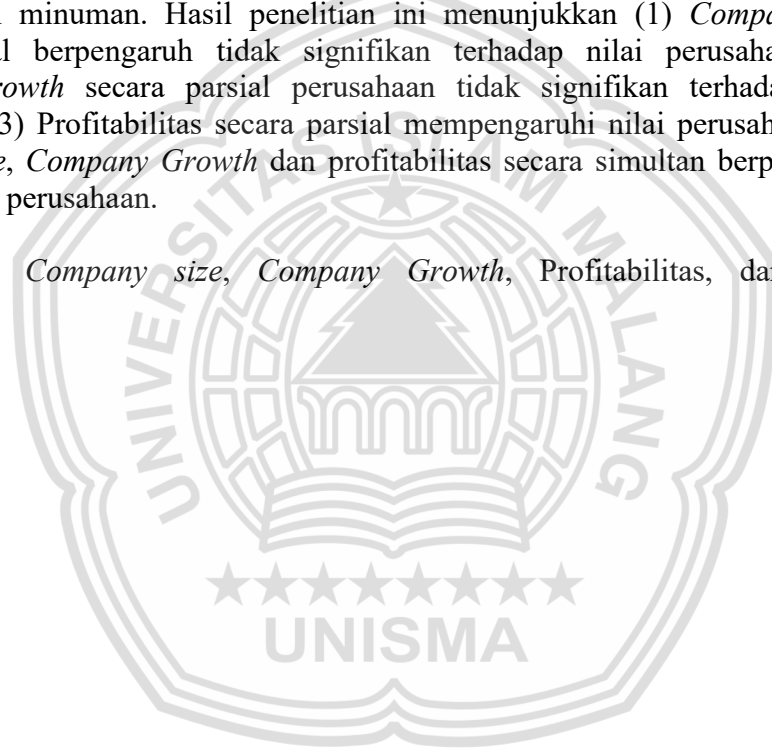 minuman. Hasil penelitian ini menunjukkan (1) Compa
berpengaruh tidak signifikan terhadap nilai perusaha
rowth secara parsial perusahaan tidak signifikan terhada
3) Profitabilitas secara parsial mempengaruhi nilai perusah
e, Company Growth dan profitabilitas secara simultan berp
perusahaan.
Company size, Company Growth, Profitabilitas, da
UNIVERSITAS ISLAM MALANG
UNISMA